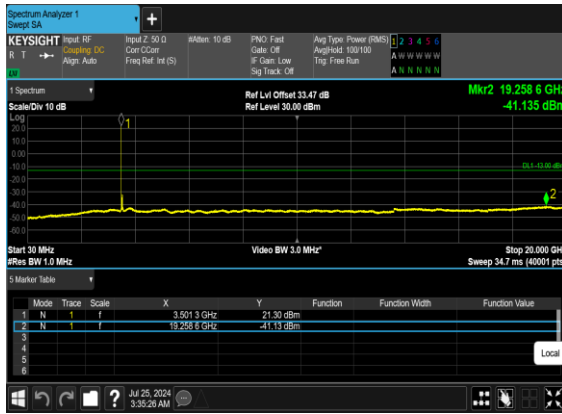 Spectrum Analyzer 1
Swept SA
+
KEYSIGHT Input: RF Input Z: 50 Ω #Atten: 10 dB PNO: Fast Avg Type: Power (RMS) 1 2 3 4 5 6
R T Coupling: DC Corr CCorr Gate: Off Avg|Hold: 100/100 A W W W W W
Align: Auto Freq Ref: Int (S) IF Gain: Low Trig: Free Run
LXI Sig Track: Off A N N N N N
1 Spectrum Ref Lvl Offset 33.47 dB Mkr2 19.258 6 GHz
Scale/Div 10 dB Ref Level 30.00 dBm -41.135 dBm
Log
20.0
10.0
0.00
-10.0
-20.0
-30.0
-40.0
-50.0
-60.0
1
DL1 -13.00 dBm
2
Start 30 MHz Video BW 3.0 MHz* Stop 20.000 GHz
#Res BW 1.0 MHz Sweep 34.7 ms (40001 pts)
5 Marker Table
Mode Trace Scale X Y Function Function Width Function Value
1 N 1 f 3.501 3 GHz 21.30 dBm
2 N 1 f 19.258 6 GHz -41.13 dBm
3
4
5
6
Local
? Jul 25, 2024
3:35:26 AM